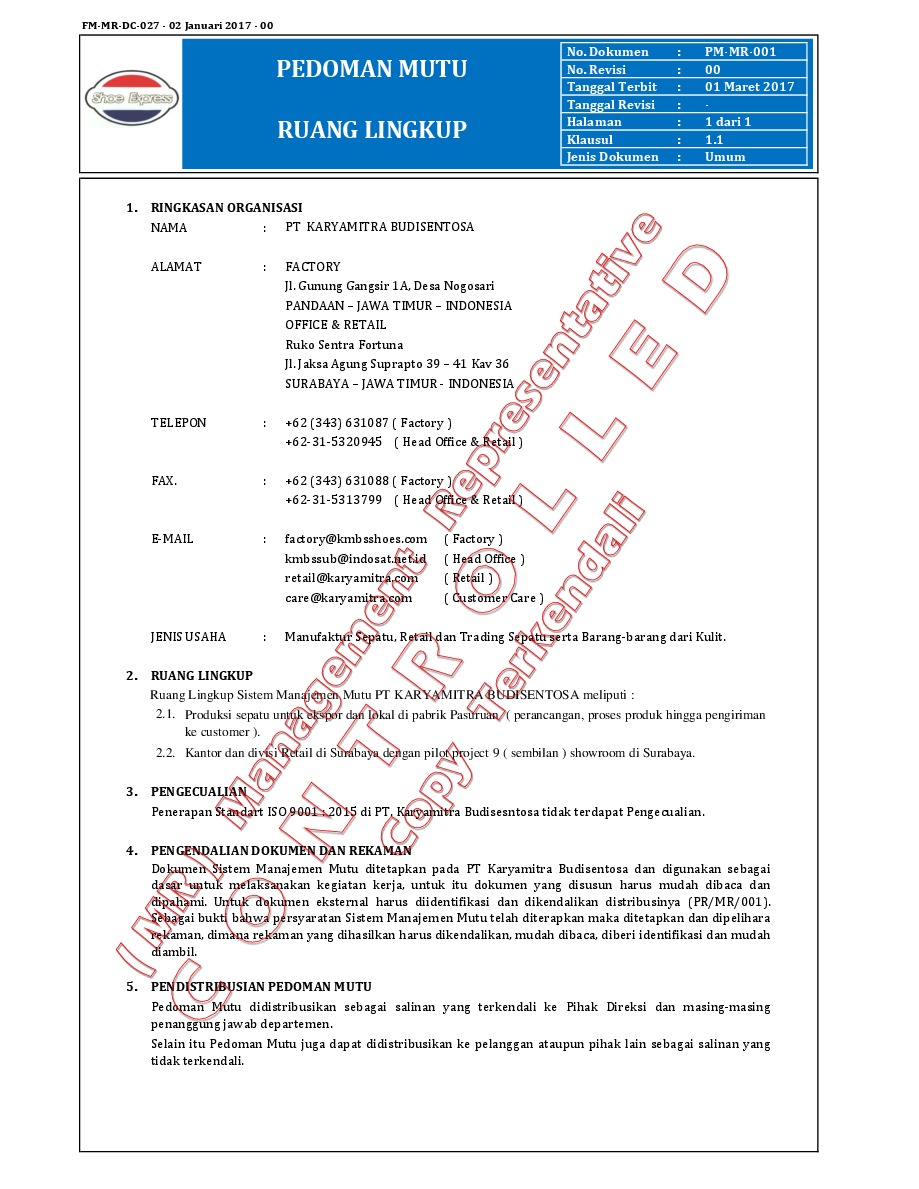 FM-MR-DC-027 - 02 Januari 2017 - 00
Shoe Express
PEDOMAN MUTU
RUANG LINGKUP
No. Dokumen : PM-MR-001
No. Revisi : 00
Tanggal Terbit : 01 Maret 2017
Tanggal Revisi : -
Halaman : 1 dari 1
Klausul : 1.1
Jenis Dokumen : Umum
1. RINGKASAN ORGANISASI
NAMA : PT KARYAMITRA BUDISENTOSA
ALAMAT : FACTORY
Jl. Gunung Gangsir 1A, Desa Nogosari
PANDAAN – JAWA TIMUR – INDONESIA
OFFICE & RETAIL
Ruko Sentra Fortuna
Jl. Jaksa Agung Suprapto 39 – 41 Kav 36
SURABAYA – JAWA TIMUR - INDONESIA
TELEPON : +62 (343) 631087 ( Factory )
+62-31-5320945 ( Head Office & Retail )
FAX. : +62 (343) 631088 ( Factory )
+62-31-5313799 ( Head Office & Retail )
E-MAIL : factory@kmbsshoes.com ( Factory )
kmbssub@indosat.net.id ( Head Office )
retail@karyamitra.com ( Retail )
care@karyamitra.com ( Customer Care )
JENIS USAHA : Manufaktur Sepatu, Retail dan Trading Sepatu serta Barang-barang dari Kulit.
2. RUANG LINGKUP
Ruang Lingkup Sistem Manajemen Mutu PT KARYAMITRA BUDISENTOSA meliputi :
2.1. Produksi sepatu untuk ekspor dan lokal di pabrik Pasuruan ( perancangan, proses produk hingga pengiriman
ke customer ).
2.2. Kantor dan divisi Retail di Surabaya dengan pilot project 9 ( sembilan ) showroom di Surabaya.
3. PENGECUALIAN
Penerapan Standart ISO 9001 : 2015 di PT. Karyamitra Budisesntosa tidak terdapat Pengecualian.
4. PENGENDALIAN DOKUMEN DAN REKAMAN
Dokumen Sistem Manajemen Mutu ditetapkan pada PT Karyamitra Budisentosa dan digunakan sebagai
dasar untuk melaksanakan kegiatan kerja, untuk itu dokumen yang disusun harus mudah dibaca dan
dipahami. Untuk dokumen eksternal harus diidentifikasi dan dikendalikan distribusinya (PR/MR/001).
Sebagai bukti bahwa persyaratan Sistem Manajemen Mutu telah diterapkan maka ditetapkan dan dipelihara
rekaman, dimana rekaman yang dihasilkan harus dikendalikan, mudah dibaca, diberi identifikasi dan mudah
diambil.
5. PENDISTRIBUSIAN PEDOMAN MUTU
Pedoman Mutu didistribusikan sebagai salinan yang terkendali ke Pihak Direksi dan masing-masing
penanggung jawab departemen.
Selain itu Pedoman Mutu juga dapat didistribusikan ke pelanggan ataupun pihak lain sebagai salinan yang
tidak terkendali.
(MR) Management Representative
CONTROLLED
Copy Terkendali